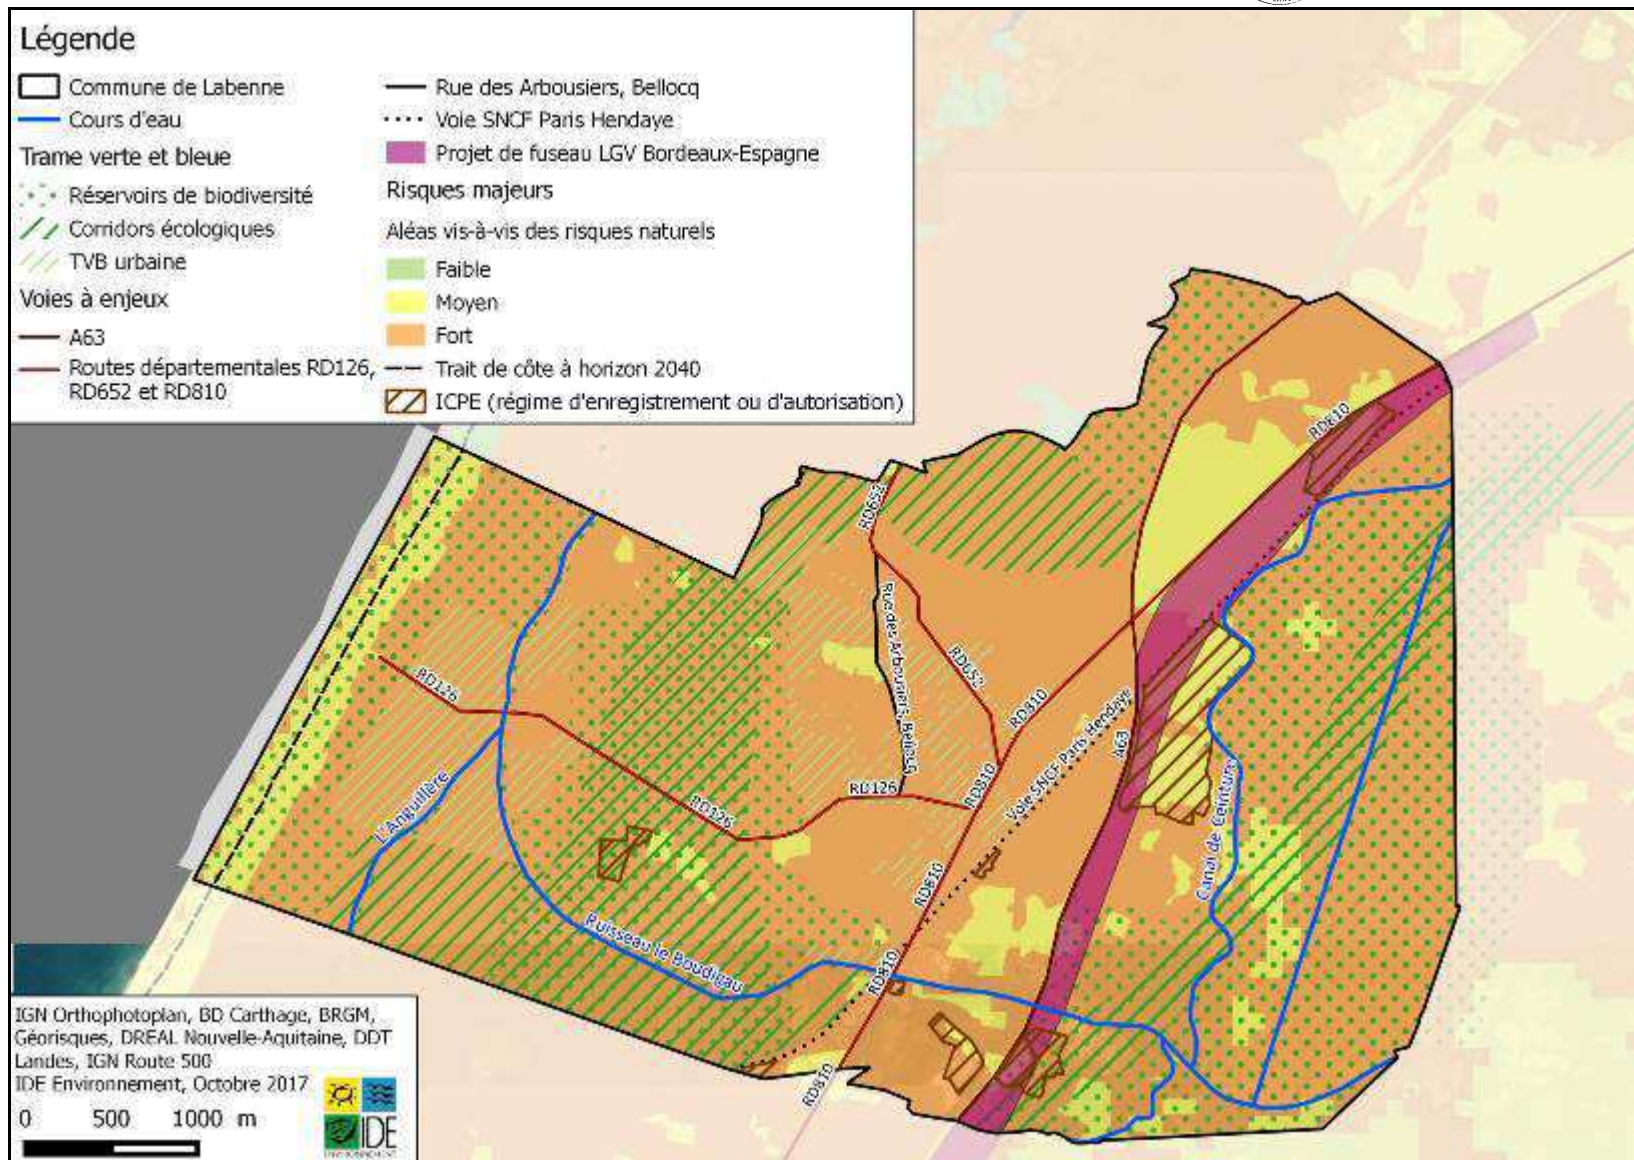 Légende
Commune de Labenne
Cours d'eau
Trame verte et bleue
Réservoirs de biodiversité
Corridors écologiques
TVB urbaine
Voies à enjeux
A63
Routes départementales RD126,
RD652 et RD810
Rue des Arbousiers, Bellocq
Voie SNCF Paris Hendaye
Projet de fuseau LGV Bordeaux-Espagne
Risques majeurs
Aléas vis-à-vis des risques naturels
Faible
Moyen
Fort
Trait de côte à horizon 2040
ICPE (régime d'enregistrement ou d'autorisation)
RD810
RD652
Rue des Arbousiers, Bellocq
RD652
RD126
RD810
Voie SNCF Paris Hendaye
A63
RD810
RD126
RD126
L'Anguillère
Canal de Ceinture
RD810
Ruisseau le Boudigau
RD810
RD810
IGN Orthophotoplan, BD Carthage, BRGM,
Géorisques, DREAL Nouvelle-Aquitaine, DDT
Landes, IGN Route 500
IDE Environnement, Octobre 2017
0 500 1000 m
IDE
ENVIRONNEMENT